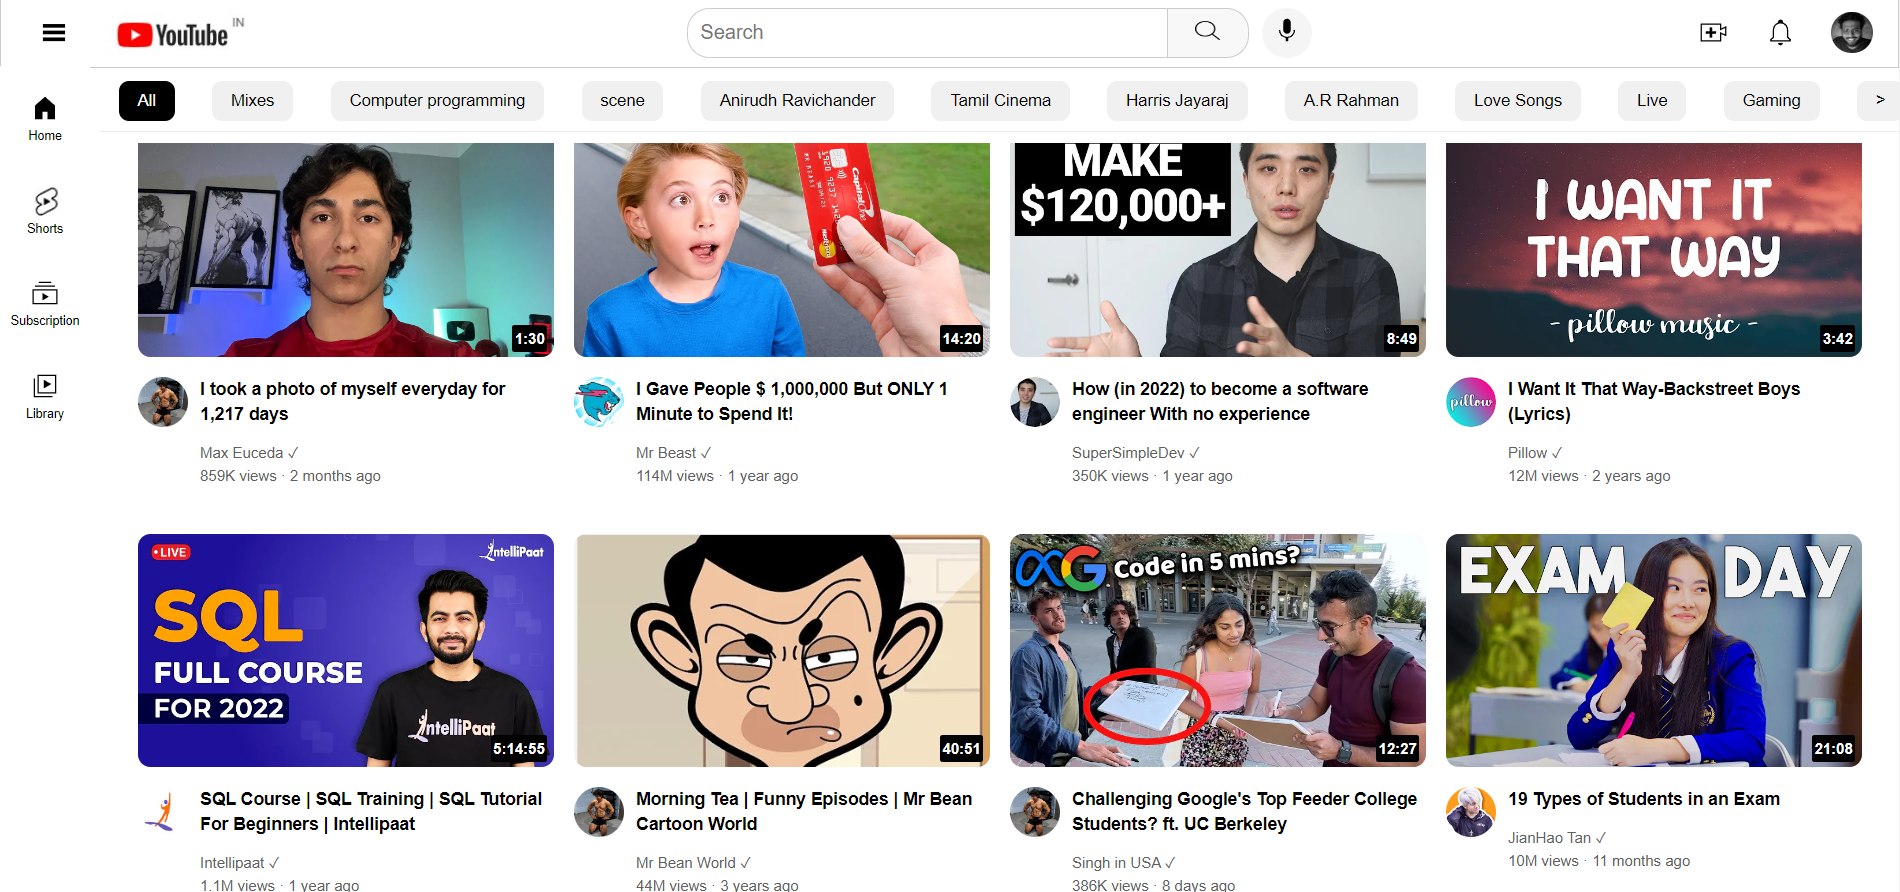 YouTube IN
Search
All
Mixes
Computer programming
scene
Anirudh Ravichander
Tamil Cinema
Harris Jayaraj
A.R Rahman
Love Songs
Live
Gaming
>
Home
Shorts
Subscription
Library
1:30
CapitalOne
14:20
MAKE
$120,000+
8:49
I WANT IT
THAT WAY
- pillow music -
3:42
I took a photo of myself everyday for
1,217 days
Max Euceda ✓
859K views · 2 months ago
I Gave People $ 1,000,000 But ONLY 1
Minute to Spend It!
Mr Beast ✓
114M views · 1 year ago
How (in 2022) to become a software
engineer With no experience
SuperSimpleDev ✓
350K views · 1 year ago
pillow
I Want It That Way-Backstreet Boys
(Lyrics)
Pillow ✓
12M views · 2 years ago
• LIVE
IntelliPaat
SQL
FULL COURSE
FOR 2022
IntelliPaat
5:14:55
40:51
G Code in 5 mins?
12:27
EXAM DAY
21:08
SQL Course | SQL Training | SQL Tutorial
For Beginners | Intellipaat
Intellipaat ✓
1.1M views · 1 year ago
Morning Tea | Funny Episodes | Mr Bean
Cartoon World
Mr Bean World ✓
44M views · 3 years ago
Challenging Google's Top Feeder College
Students? ft. UC Berkeley
Singh in USA ✓
386K views · 8 days ago
19 Types of Students in an Exam
JianHao Tan ✓
10M views · 11 months ago